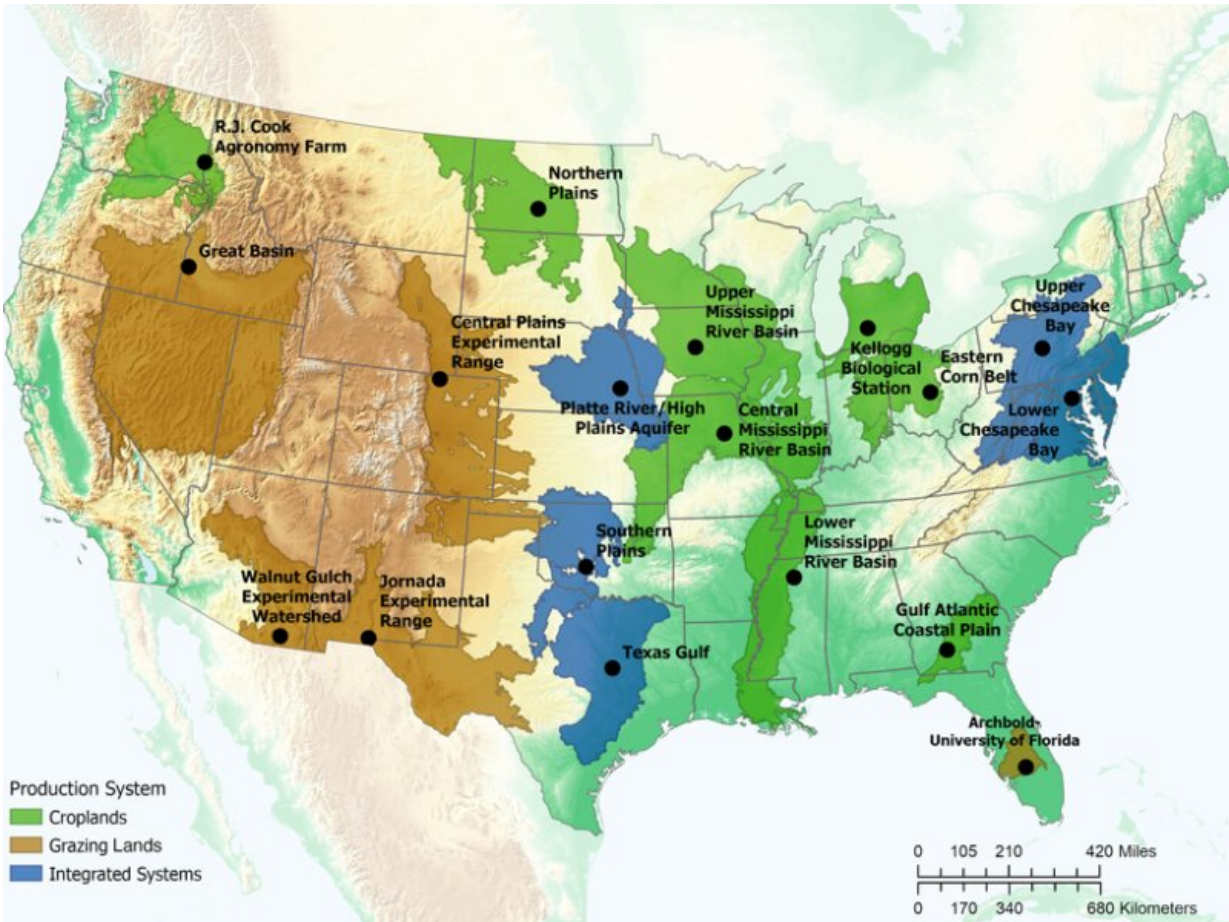 R.J. Cook
Agronomy Farm
Northern
Plains
Great Basin
Upper
Chesapeake
Bay
Upper
Mississippi
River Basin
Central Plains
Experimental
Range
Kellogg
Biological
Station
Eastern
Corn Belt
Platte River/High
Plains Aquifer
Central
Mississippi
River Basin
Lower
Chesapeake
Bay
Southern
Plains
Lower
Mississippi
River Basin
Walnut Gulch
Experimental
Watershed
Jornada
Experimental
Range
Gulf Atlantic
Coastal Plain
Texas Gulf
Archbold-
University of Florida
Production System
Croplands
Grazing Lands
Integrated Systems
0 105 210 420 Miles
0 170 340 680 Kilometers